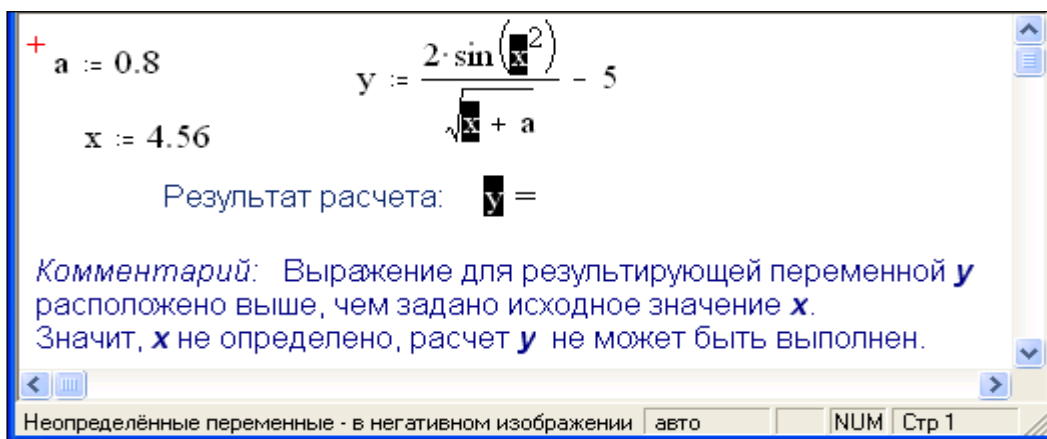 a := 0.8
y := 2·sin(x²) / √(x + a) − 5
x := 4.56
Результат расчета: y =
Комментарий: Выражение для результирующей переменной y
расположено выше, чем задано исходное значение x.
Значит, x не определено, расчет y не может быть выполнен.
Неопределённые переменные - в негативном изображении авто NUM Стр 1